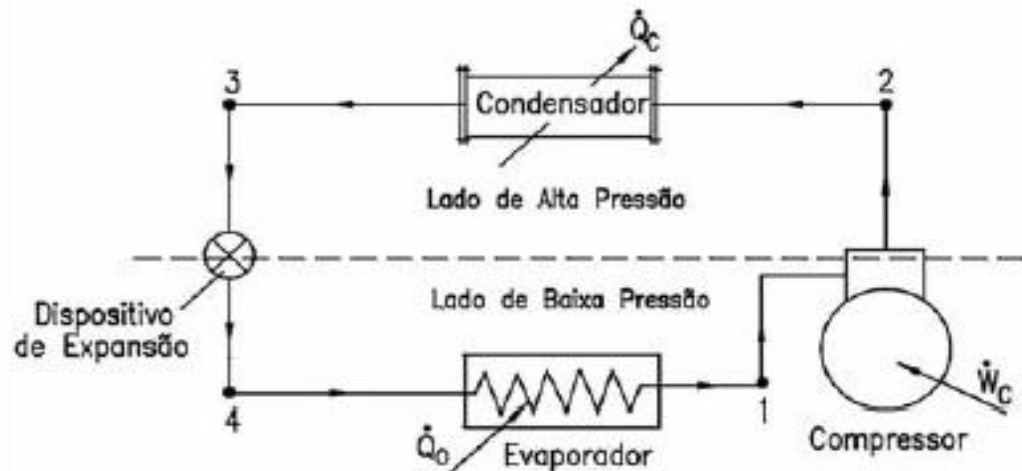 Q̇c
3
Condensador
2
Lado de Alta Pressão
Lado de Baixa Pressão
Dispositivo
de Expansão
4
Q̇o
Evaporador
1
Ẇc
Compressor